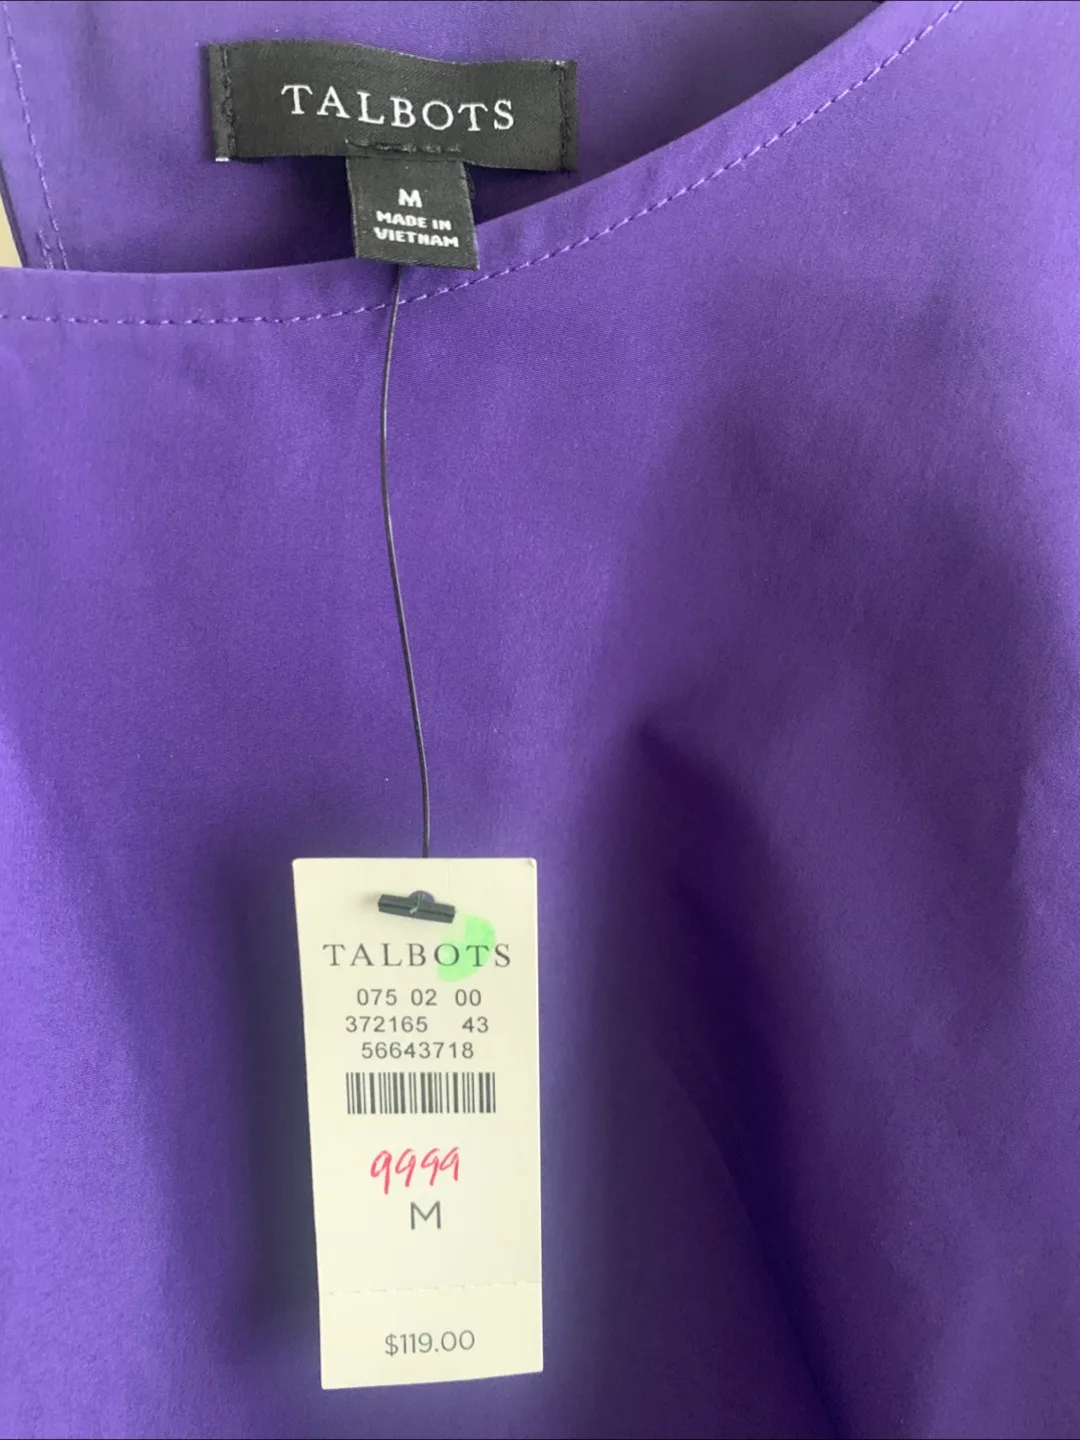 TALBOTS
M
MADE IN
VIETNAM
TALBOTS
075 02 00
372165 43
56643718
9999
M
$119.00